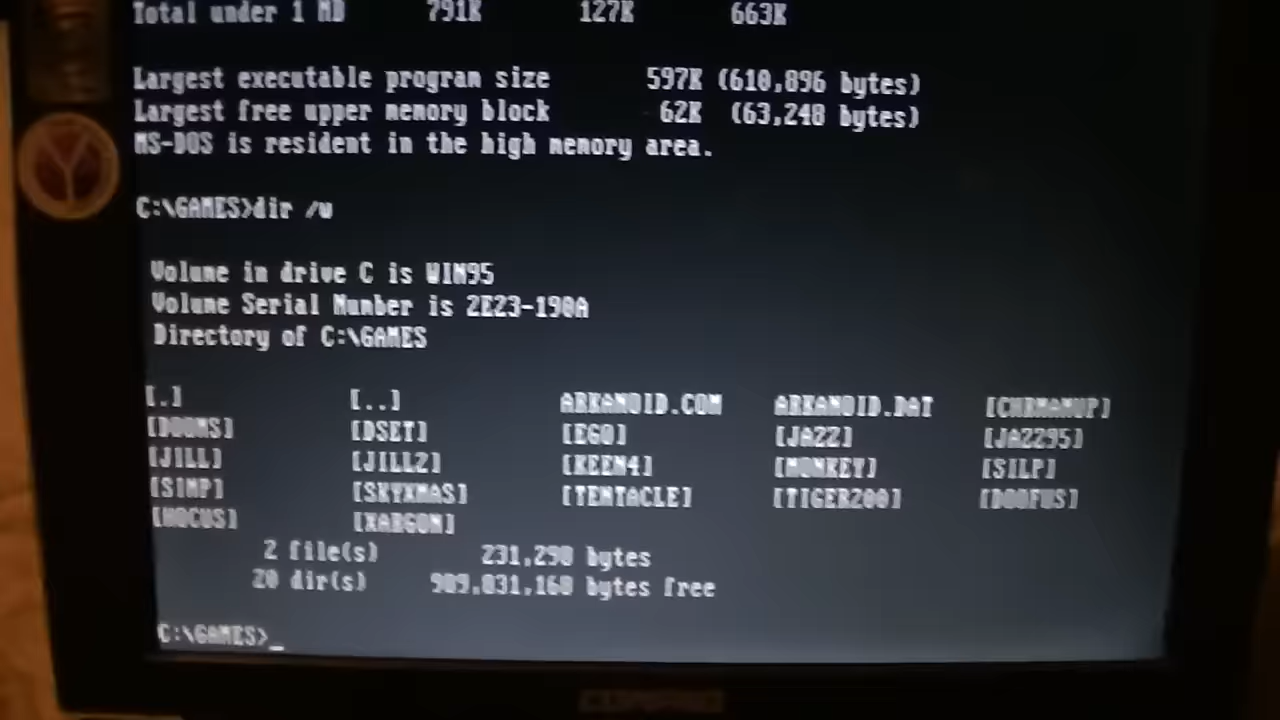 Total under 1 MB 791K 127K 663K
Largest executable program size 597K (610,896 bytes)
Largest free upper memory block 62K (63,248 bytes)
MS-DOS is resident in the high memory area.
C:\GAMES>dir /w
Volume in drive C is WIN95
Volume Serial Number is 2E23-190A
Directory of C:\GAMES
[.] [..] ARKANOID.COM ARKANOID.DAT
[DSET] [EGO] [JAZZ] [JAZZ95]
[JILL] [JILL2] [KEEN4] [MONKEY] [SILP]
[SIMP] [SKYXMAS] [TENTACLE] [TIGER200] [DOOFUS]
[HOCUS] [XARGON]
2 file(s) 231,290 bytes
20 dir(s) 909,031,168 bytes free
C:\GAMES>_